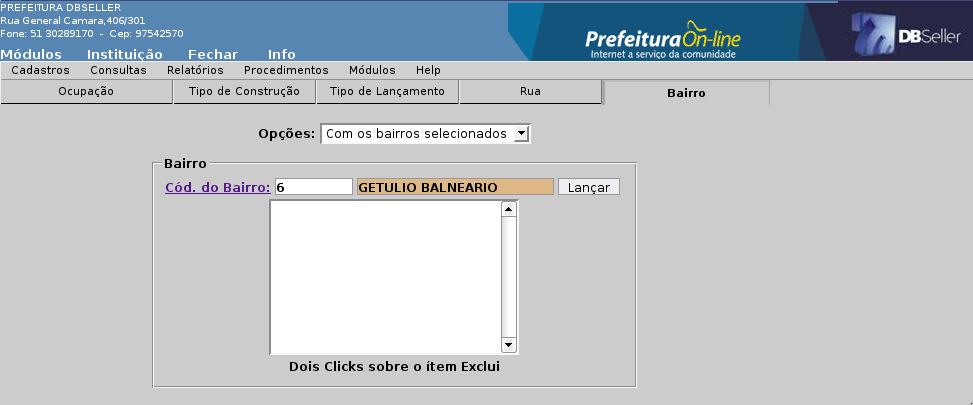 PREFEITURA DBSELLER
Rua General Camara,406/301
Fone: 51 30289170 - Cep: 97542570
Prefeitura On-line
Internet a serviço da comunidade
DBSeller
Módulos Instituição Fechar Info
Cadastros Consultas Relatórios Procedimentos Módulos Help
Ocupação Tipo de Construção Tipo de Lançamento Rua Bairro
Opções: Com os bairros selecionados
Bairro
Cód. do Bairro: 6 GETULIO BALNEARIO Lançar
Dois Clicks sobre o ítem Exclui